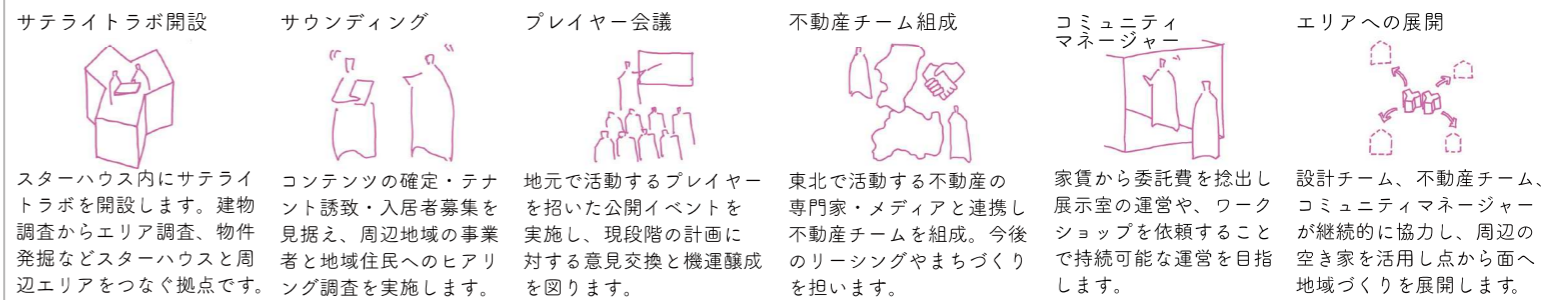 サテライトラボ開設
スターハウス内にサテライ
トラボを開設します。建物
調査からエリア調査、物件
発掘などスターハウスと周
辺エリアをつなぐ拠点です。
サウンディング
コンテンツの確定・テナ
ント誘致・入居者募集を
見据え、周辺地域の事業
者と地域住民へのヒアリ
ング調査を実施します。
プレイヤー会議
地元で活動するプレイヤー
を招いた公開イベントを
実施し、現段階の計画に
対する意見交換と機運醸成
を図ります。
不動産チーム組成
東北で活動する不動産の
専門家・メディアと連携し
不動産チームを組成。今後
のリーシングやまちづくり
を担います。
コミュニティ
マネージャー
家賃から委託費を捻出し
展示室の運営や、ワーク
ショップを依頼すること
で持続可能な運営を目指
します。
エリアへの展開
設計チーム、不動産チーム、
コミュニティマネージャー
が継続的に協力し、周辺の
空き家を活用し点から面へ
地域づくりを展開します。